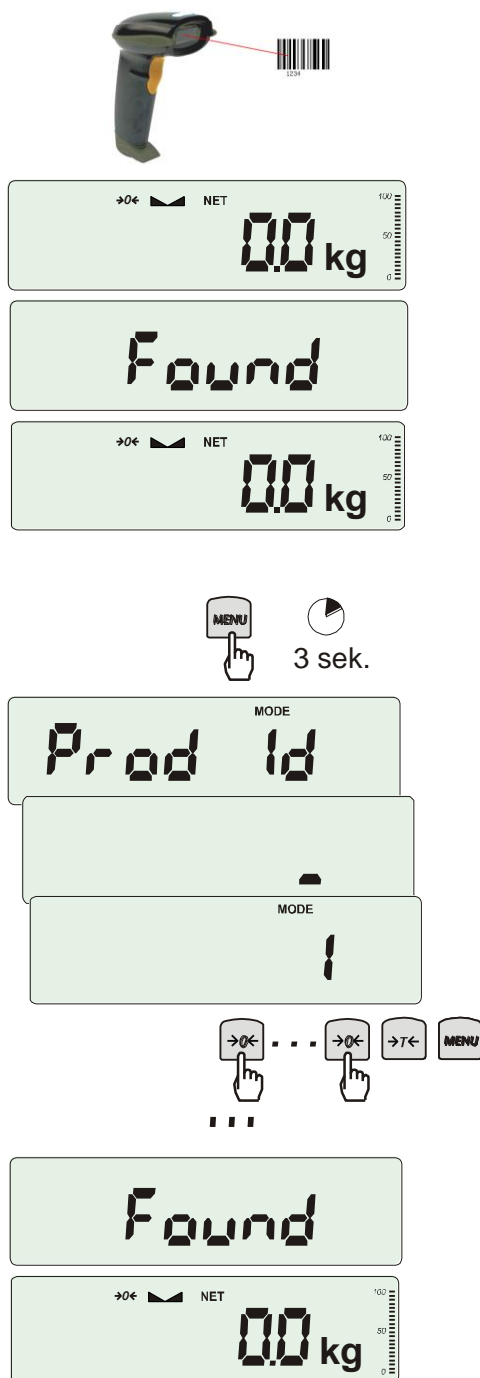 1234
→0← NET 100
50
0.0 kg
0
Found
→0← NET 100
50
0.0 kg
0
MENU
3 sek.
MODE
Prod Id
-
MODE
1
→0← ... →0← →T← MENU
...
Found
→0← NET 100
50
0.0 kg
0